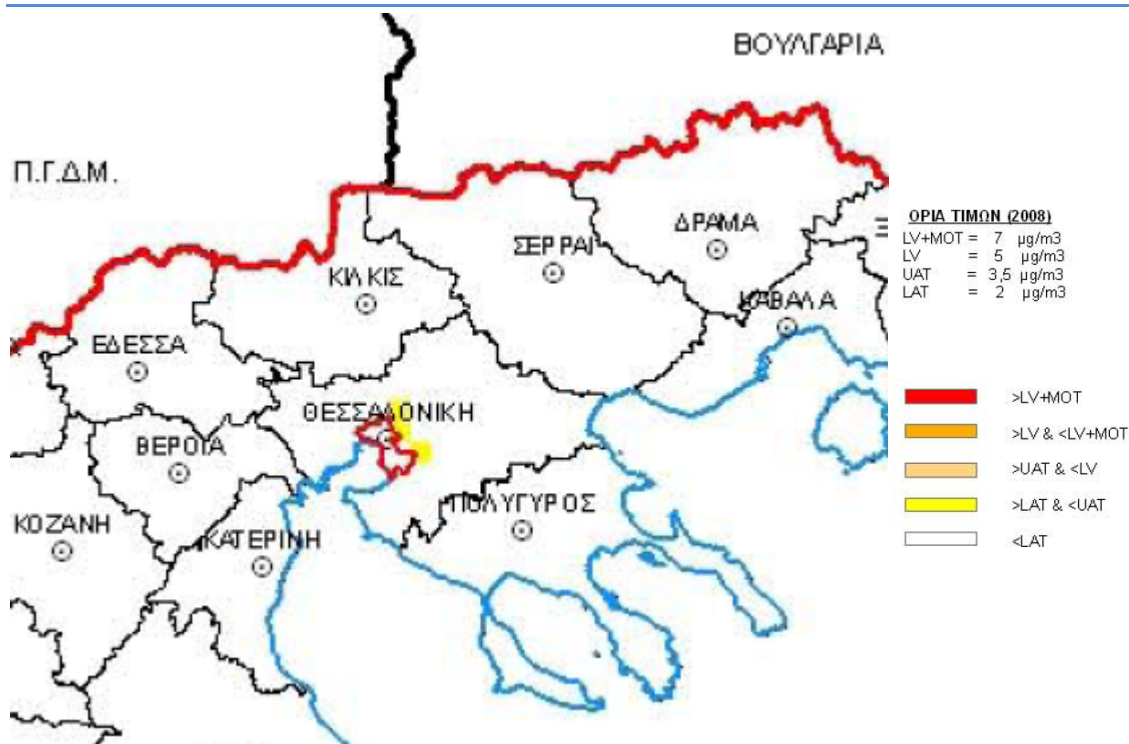 ΒΟΥΛΓΑΡΙΑ
Π.Γ.Δ.Μ.
ΔΡΑΜΑ
ΣΕΡΡΑΙ
ΚΙΛΚΙΣ
ΚΑΒΑΛΑ
ΕΔΕΣΣΑ
ΘΕΣΣΑΛΟΝΙΚΗ
ΒΕΡΟΙΑ
ΠΟΛΥΓΥΡΟΣ
ΚΟΖΑΝΗ
ΚΑΤΕΡΙΝΗ
ΟΡΙΑ ΤΙΜΩΝ (2008)
LV+MOT = 7 μg/m3
LV = 5 μg/m3
UAT = 3,5 μg/m3
LAT = 2 μg/m3
>LV+MOT
>LV & <LV+MOT
>UAT & <LV
>LAT & <UAT
<LAT